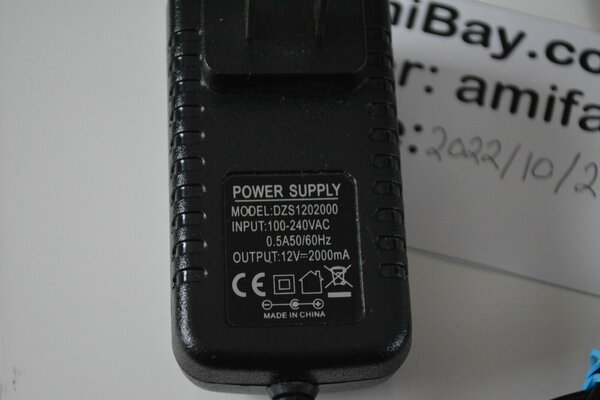 miBay.co
r: amifa
:2022/10/2
POWER SUPPLY
MODEL:DZS1202000
INPUT:100-240VAC
0.5A50/60Hz
OUTPUT:12V⎓2000mA
CE
MADE IN CHINA